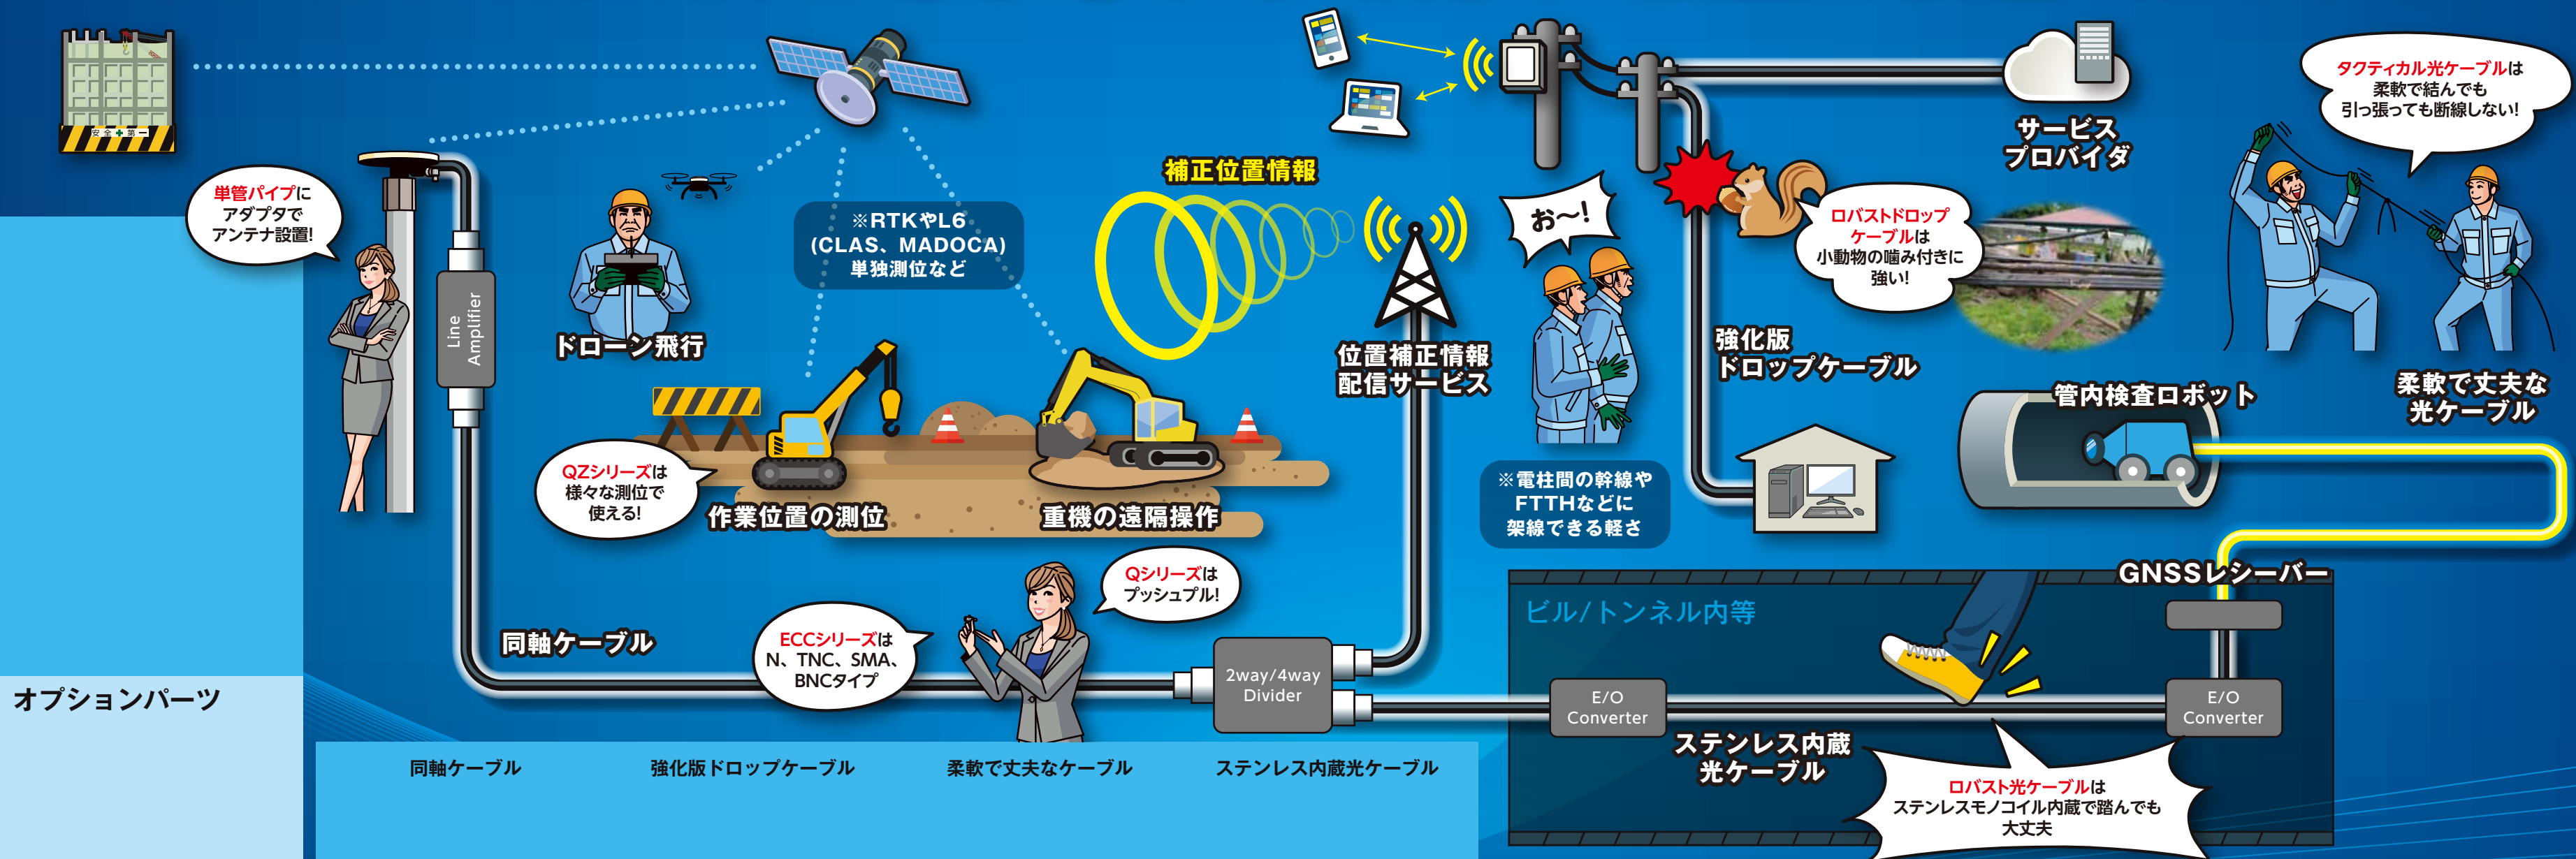 安全✚第一
単管パイプに
アダプタで
アンテナ設置!
Line
Amplifier
ドローン飛行
※RTKやL6
(CLAS、MADOCA)
単独測位など
補正位置情報
位置補正情報
配信サービス
QZシリーズは
様々な測位で
使える!
作業位置の測位
重機の遠隔操作
お〜!
サービス
プロバイダ
ロバストドロップ
ケーブルは
小動物の噛み付きに
強い!
強化版
ドロップケーブル
※電柱間の幹線や
FTTHなどに
架線できる軽さ
タクティカル光ケーブルは
柔軟で結んでも
引っ張っても断線しない!
柔軟で丈夫な
光ケーブル
管内検査ロボット
GNSSレシーバー
同軸ケーブル
ECCシリーズは
N、TNC、SMA、
BNCタイプ
Qシリーズは
プッシュプル!
2way/4way
Divider
ビル/トンネル内等
E/O
Converter
E/O
Converter
ステンレス内蔵
光ケーブル
ロバスト光ケーブルは
ステンレスモノコイル内蔵で踏んでも
大丈夫
オプションパーツ
同軸ケーブル
強化版ドロップケーブル
柔軟で丈夫なケーブル
ステンレス内蔵光ケーブル